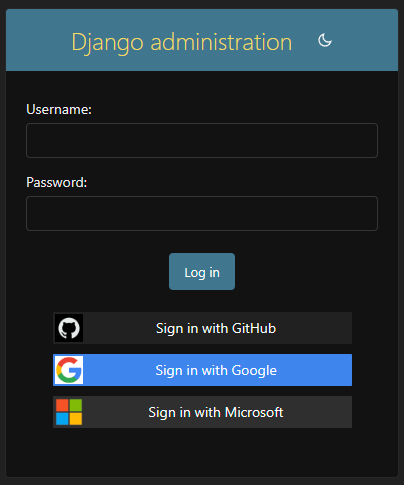 Django administration
Username:
Password:
Log in
Sign in with GitHub
Sign in with Google
Sign in with Microsoft